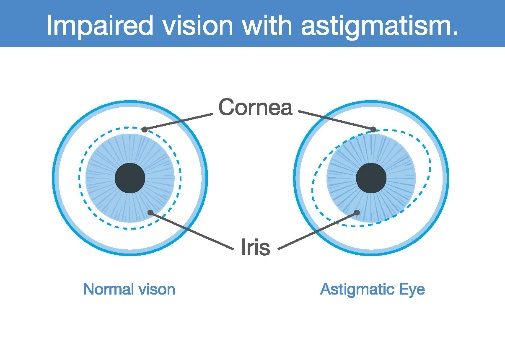 Impaired vision with astigmatism.
Cornea
Iris
Normal vison
Astigmatic Eye